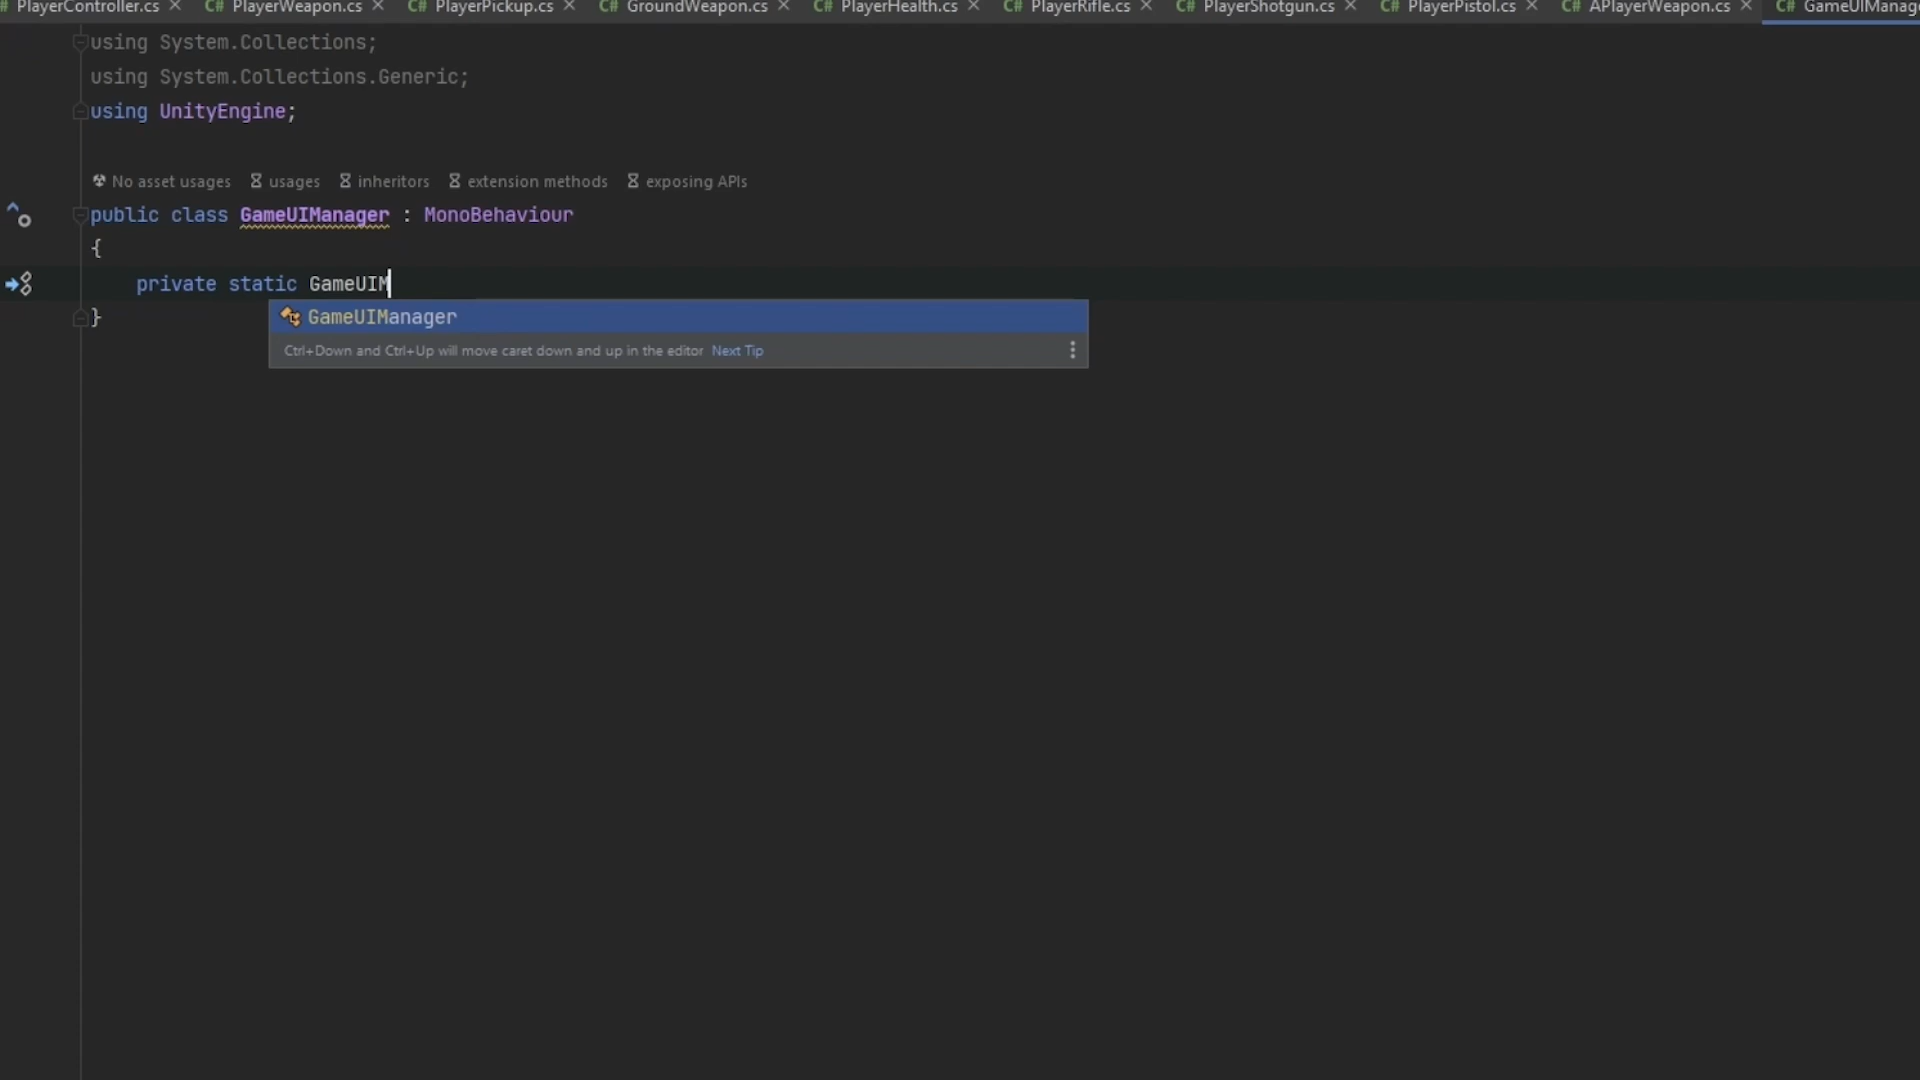 PlayerController.cs C# PlayerWeapon.cs C# PlayerPickup.cs C# GroundWeapon.cs C# PlayerHealth.cs C# PlayerRifle.cs C# PlayerShotgun.cs C# PlayerPistol.cs C# APlayerWeapon.cs C# GameUIManage
using System.Collections;
using System.Collections.Generic;
using UnityEngine;
No asset usages usages inheritors extension methods exposing APIs
public class GameUIManager : MonoBehaviour
{
private static GameUIM
GameUIManager
}
Ctrl+Down and Ctrl+Up will move caret down and up in the editor Next Tip